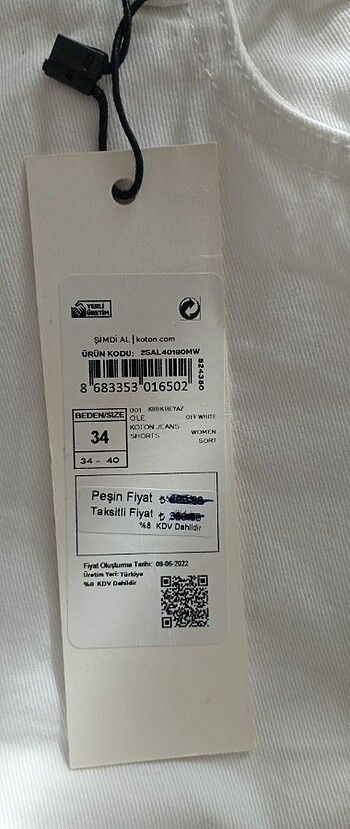 YERLİ
ÜRETİM
ŞİMDİ AL | koton.com
ÜRÜN KODU: 2SAL40190MW
8 683353 016502
524350
BEDEN/SIZE
34
34 - 40
001 KIRIK BEYAZ
OLE OFF WHITE
KOTON JEANS
SHORTS WOMEN
SORT
Peşin Fiyat ₺
Taksitli Fiyat ₺
%8 KDV Dahildir
Fiyat Oluşturma Tarihi: 09-06-2022
Üretim Yeri: Türkiye
%8 KDV Dahildir